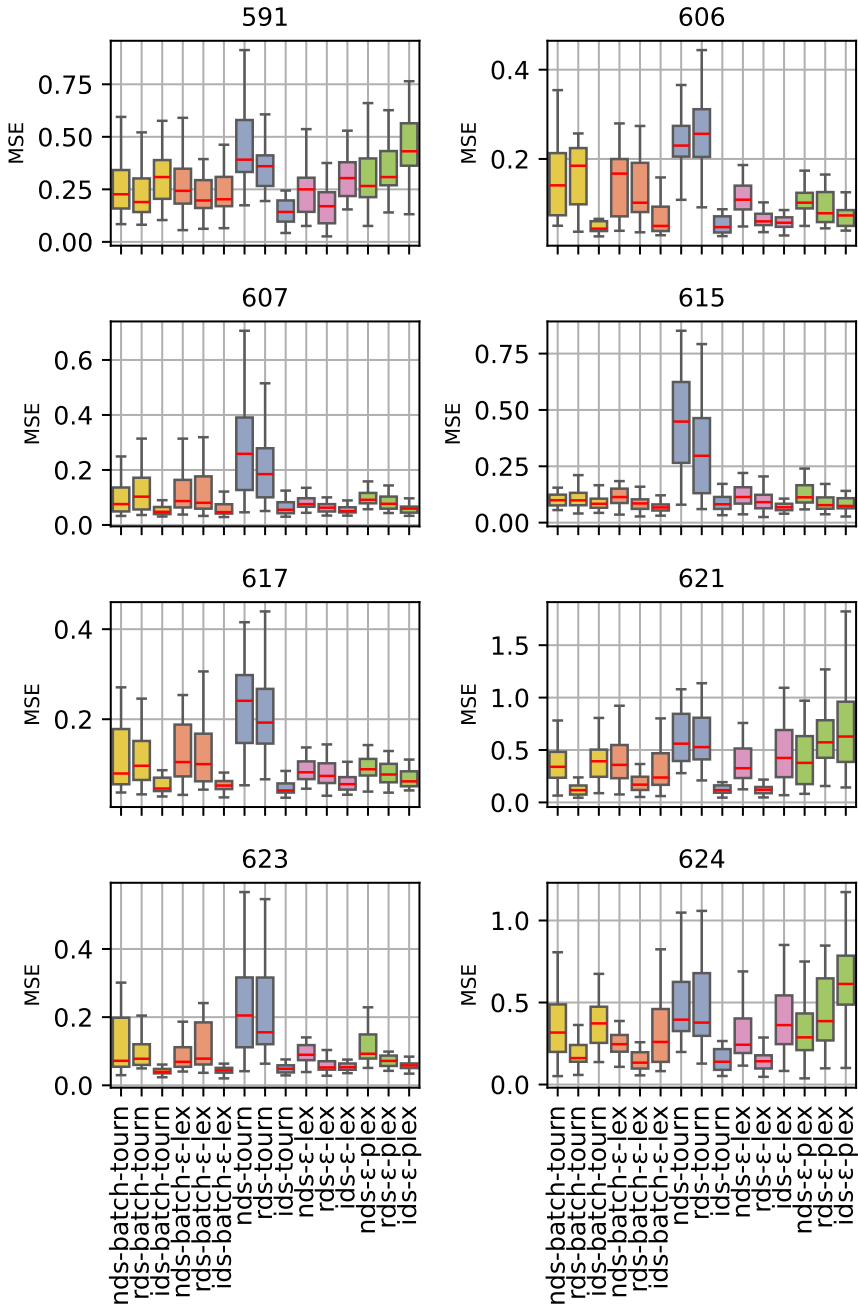 591
606
MSE
0.75
0.50
0.25
0.00
MSE
0.4
0.2
607
615
MSE
0.6
0.4
0.2
0.0
MSE
0.75
0.50
0.25
0.00
617
621
MSE
0.4
0.2
MSE
1.5
1.0
0.5
0.0
623
624
MSE
0.4
0.2
0.0
MSE
1.0
0.5
0.0
nds-batch-tourn
rds-batch-tourn
ids-batch-tourn
nds-batch-ε-lex
rds-batch-ε-lex
ids-batch-ε-lex
nds-tourn
rds-tourn
ids-tourn
nds-ε-lex
rds-ε-lex
ids-ε-lex
nds-ε-plex
rds-ε-plex
ids-ε-plex
nds-batch-tourn
rds-batch-tourn
ids-batch-tourn
nds-batch-ε-lex
rds-batch-ε-lex
ids-batch-ε-lex
nds-tourn
rds-tourn
ids-tourn
nds-ε-lex
rds-ε-lex
ids-ε-lex
nds-ε-plex
rds-ε-plex
ids-ε-plex